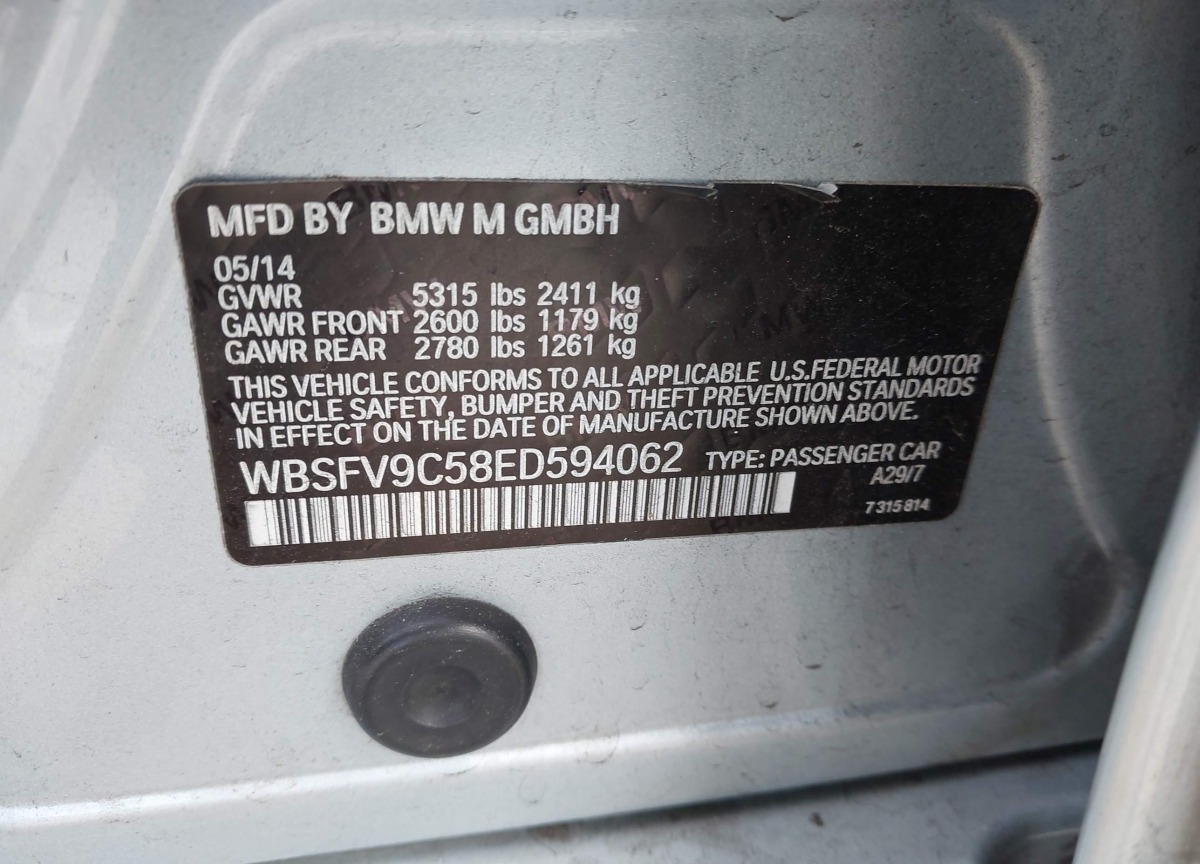 MFD BY BMW M GMBH
05/14
GVWR 5315 lbs 2411 kg
GAWR FRONT 2600 lbs 1179 kg
GAWR REAR 2780 lbs 1261 kg
THIS VEHICLE CONFORMS TO ALL APPLICABLE U.S.FEDERAL MOTOR
VEHICLE SAFETY, BUMPER AND THEFT PREVENTION STANDARDS
IN EFFECT ON THE DATE OF MANUFACTURE SHOWN ABOVE.
WBSFV9C58ED594062 TYPE: PASSENGER CAR
A29/7
7 315 814